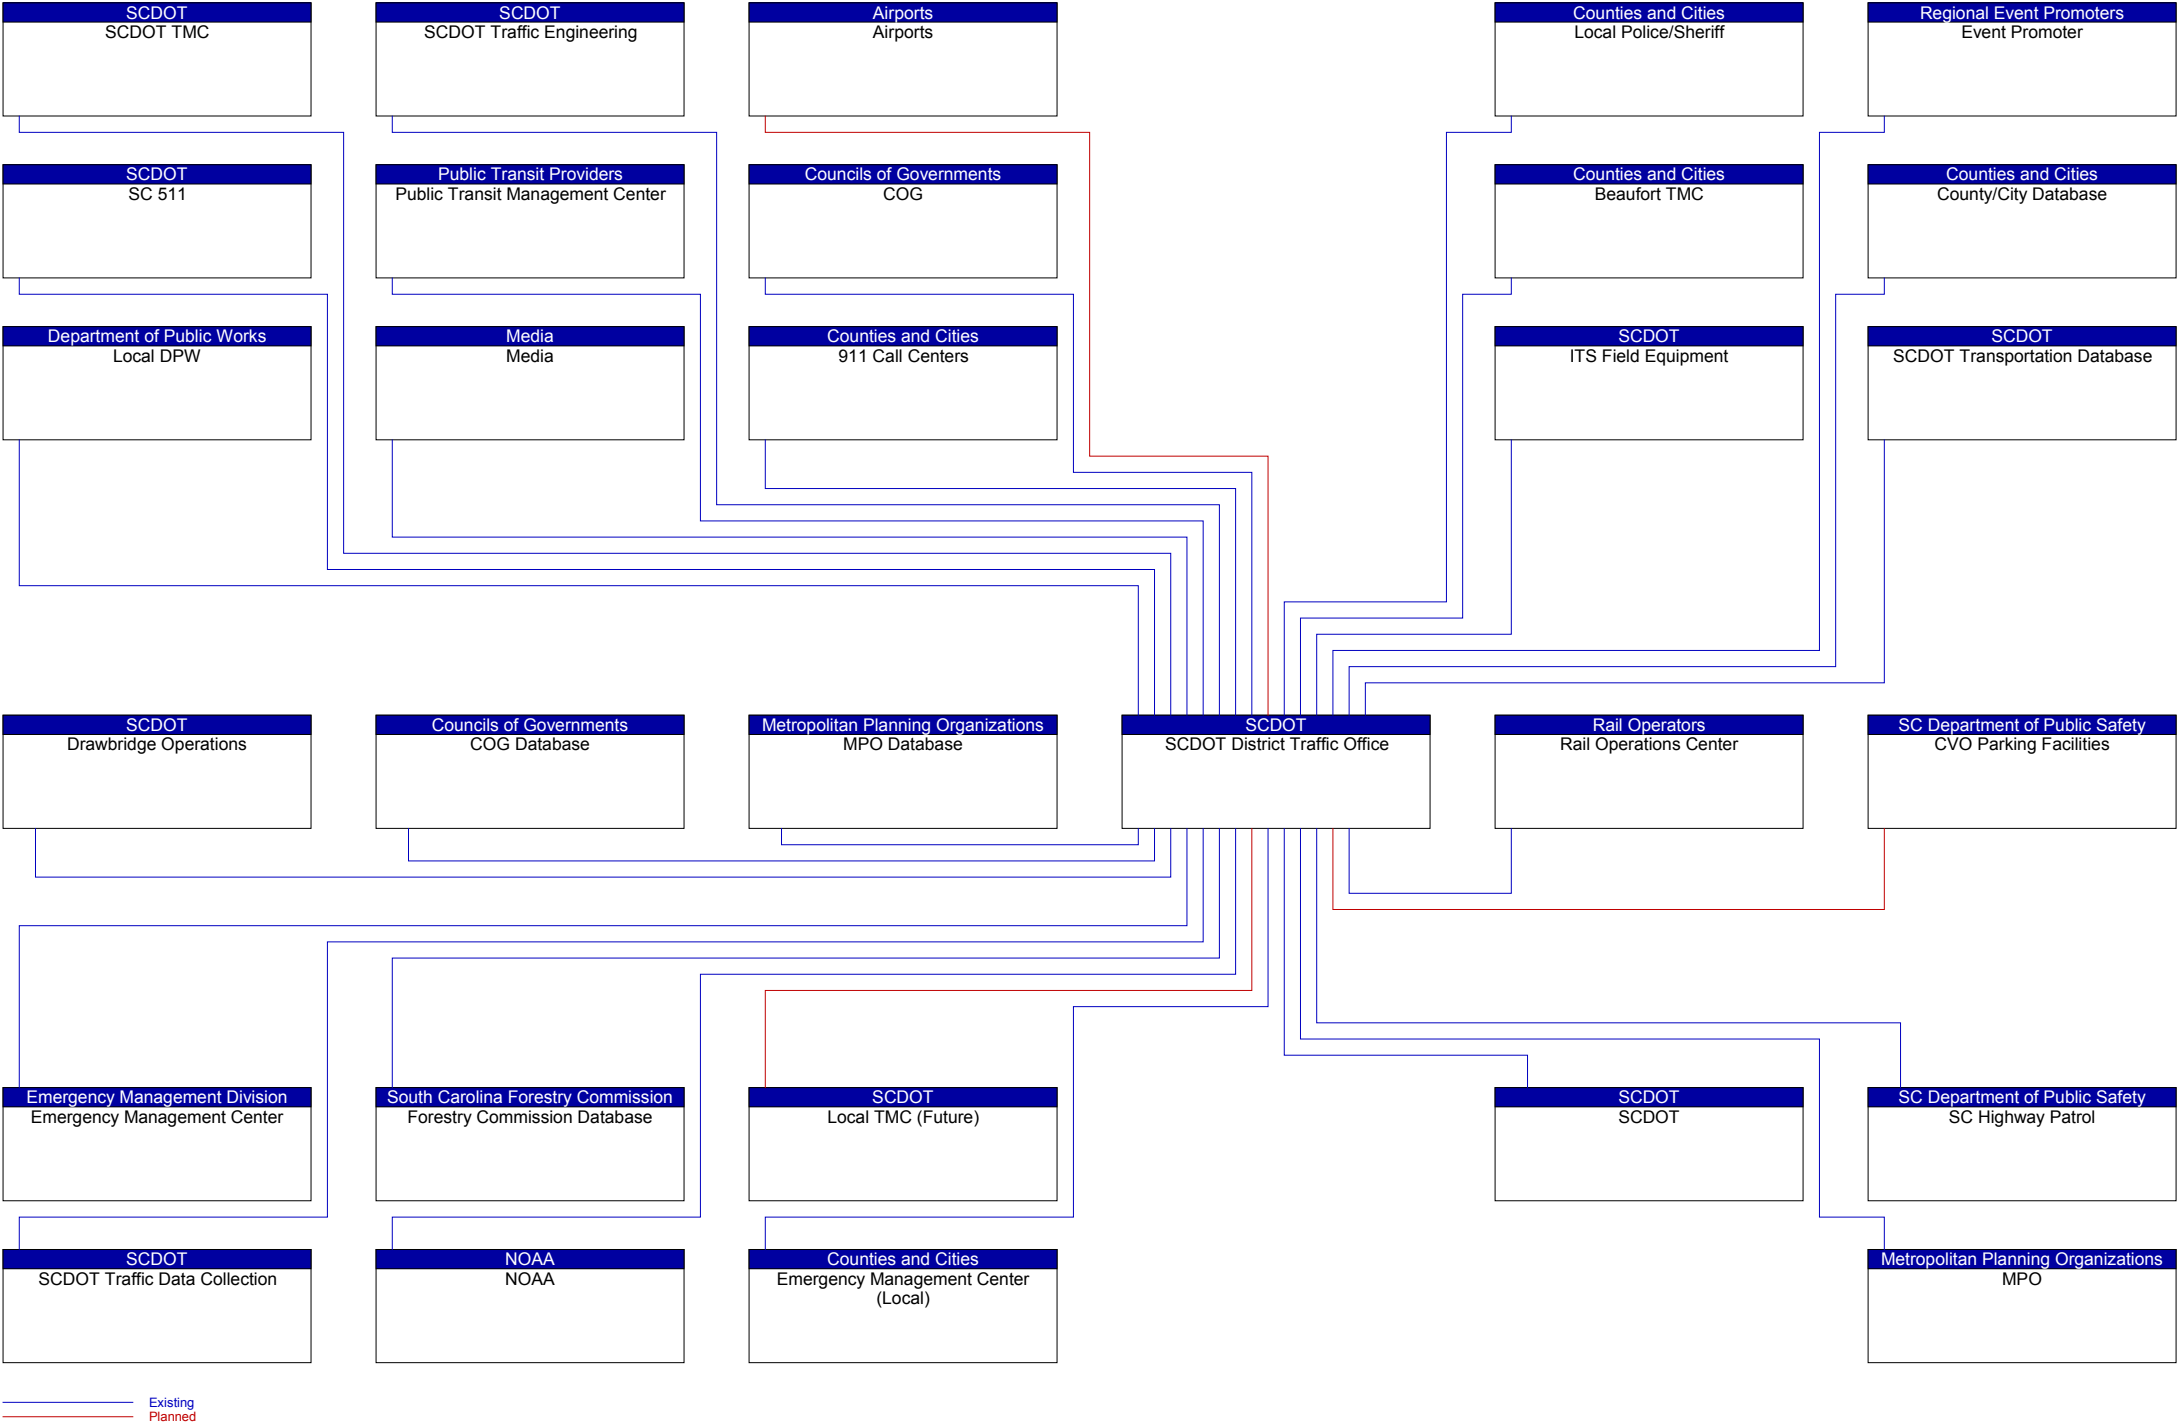 SCDOT
SCDOT TMC
SCDOT
SCDOT Traffic Engineering
Airports
Airports
Counties and Cities
Local Police/Sheriff
Regional Event Promoters
Event Promoter
SCDOT
SC 511
Public Transit Providers
Public Transit Management Center
Councils of Governments
COG
Counties and Cities
Beaufort TMC
Counties and Cities
County/City Database
Department of Public Works
Local DPW
Media
Media
Counties and Cities
911 Call Centers
SCDOT
ITS Field Equipment
SCDOT
SCDOT Transportation Database
SCDOT
Drawbridge Operations
Councils of Governments
COG Database
Metropolitan Planning Organizations
MPO Database
SCDOT
SCDOT District Traffic Office
Rail Operators
Rail Operations Center
SC Department of Public Safety
CVO Parking Facilities
Emergency Management Division
Emergency Management Center
South Carolina Forestry Commission
Forestry Commission Database
SCDOT
Local TMC (Future)
SCDOT
SCDOT
SC Department of Public Safety
SC Highway Patrol
SCDOT
SCDOT Traffic Data Collection
NOAA
NOAA
Counties and Cities
Emergency Management Center
(Local)
Metropolitan Planning Organizations
MPO
Existing
Planned